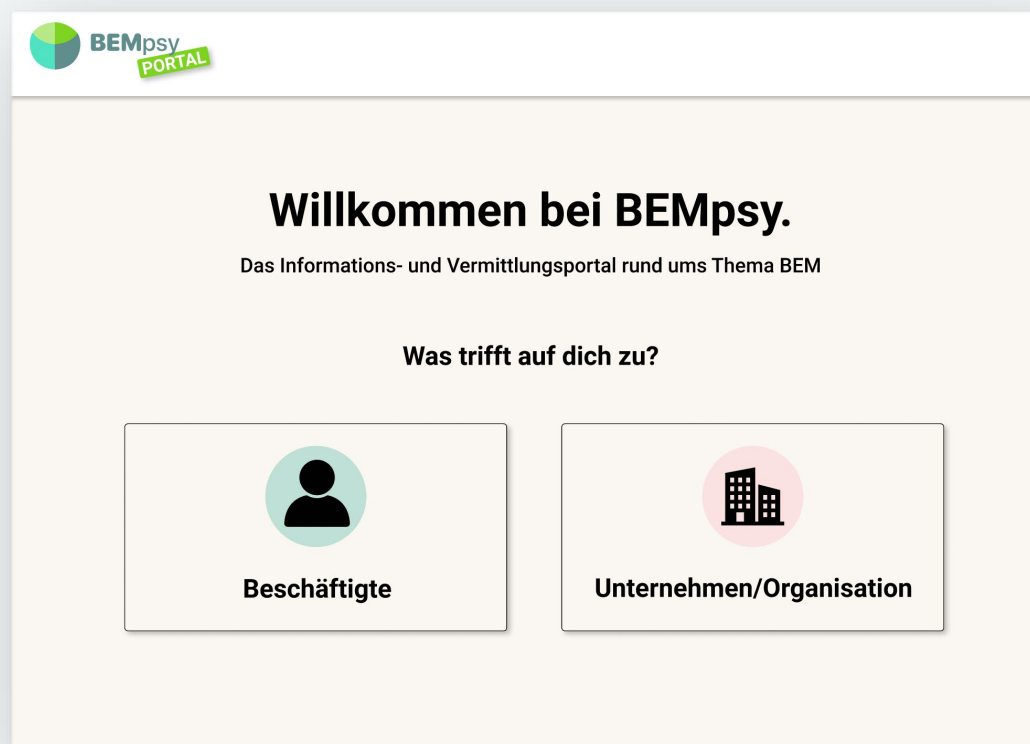 BEMpsy
PORTAL
Willkommen bei BEMpsy.
Das Informations- und Vermittlungsportal rund ums Thema BEM
Was trifft auf dich zu?
Beschäftigte
Unternehmen/Organisation